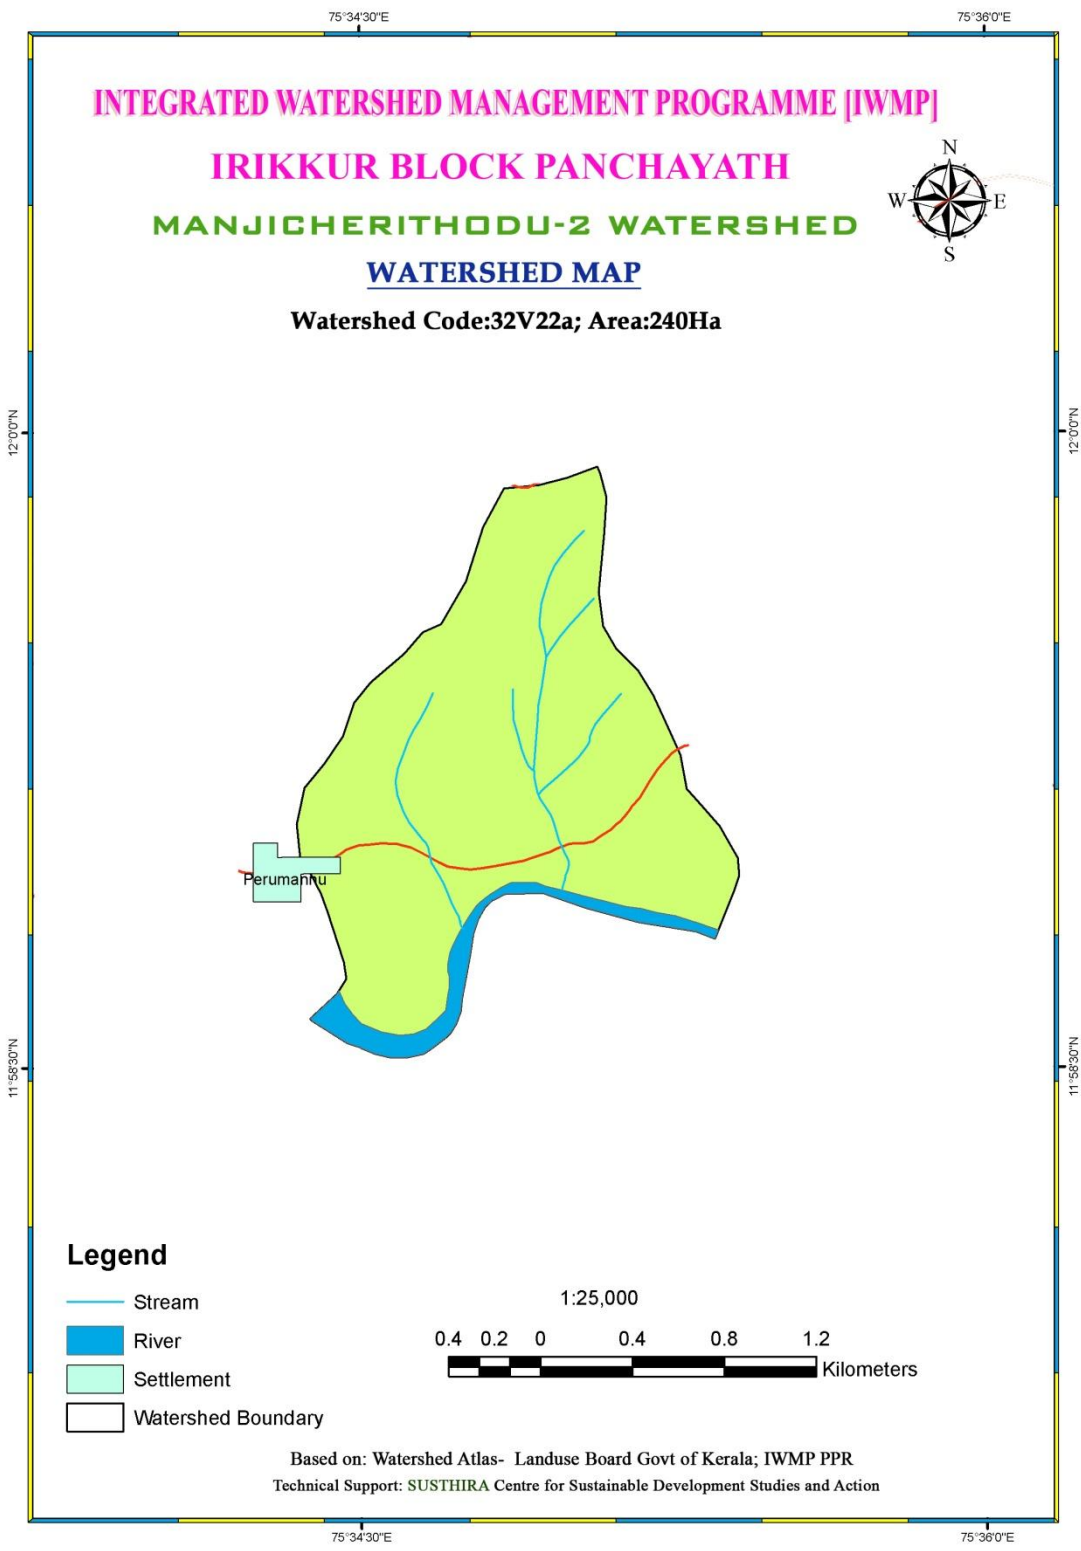 75°34'30"E
75°36'0"E
INTEGRATED WATERSHED MANAGEMENT PROGRAMME [IWMP]
IRIKKUR BLOCK PANCHAYATH
MANJICHERITHODU-2 WATERSHED
WATERSHED MAP
Watershed Code:32V22a; Area:240Ha
N
W
E
S
12°0'0"N
12°0'0"N
Perumannu
11°58'30"N
11°58'30"N
Legend
Stream
River
Settlement
Watershed Boundary
1:25,000
0.4 0.2 0 0.4 0.8 1.2
Kilometers
Based on: Watershed Atlas- Landuse Board Govt of Kerala; IWMP PPR
Technical Support: SUSTHIRA Centre for Sustainable Development Studies and Action
75°34'30"E
75°36'0"E